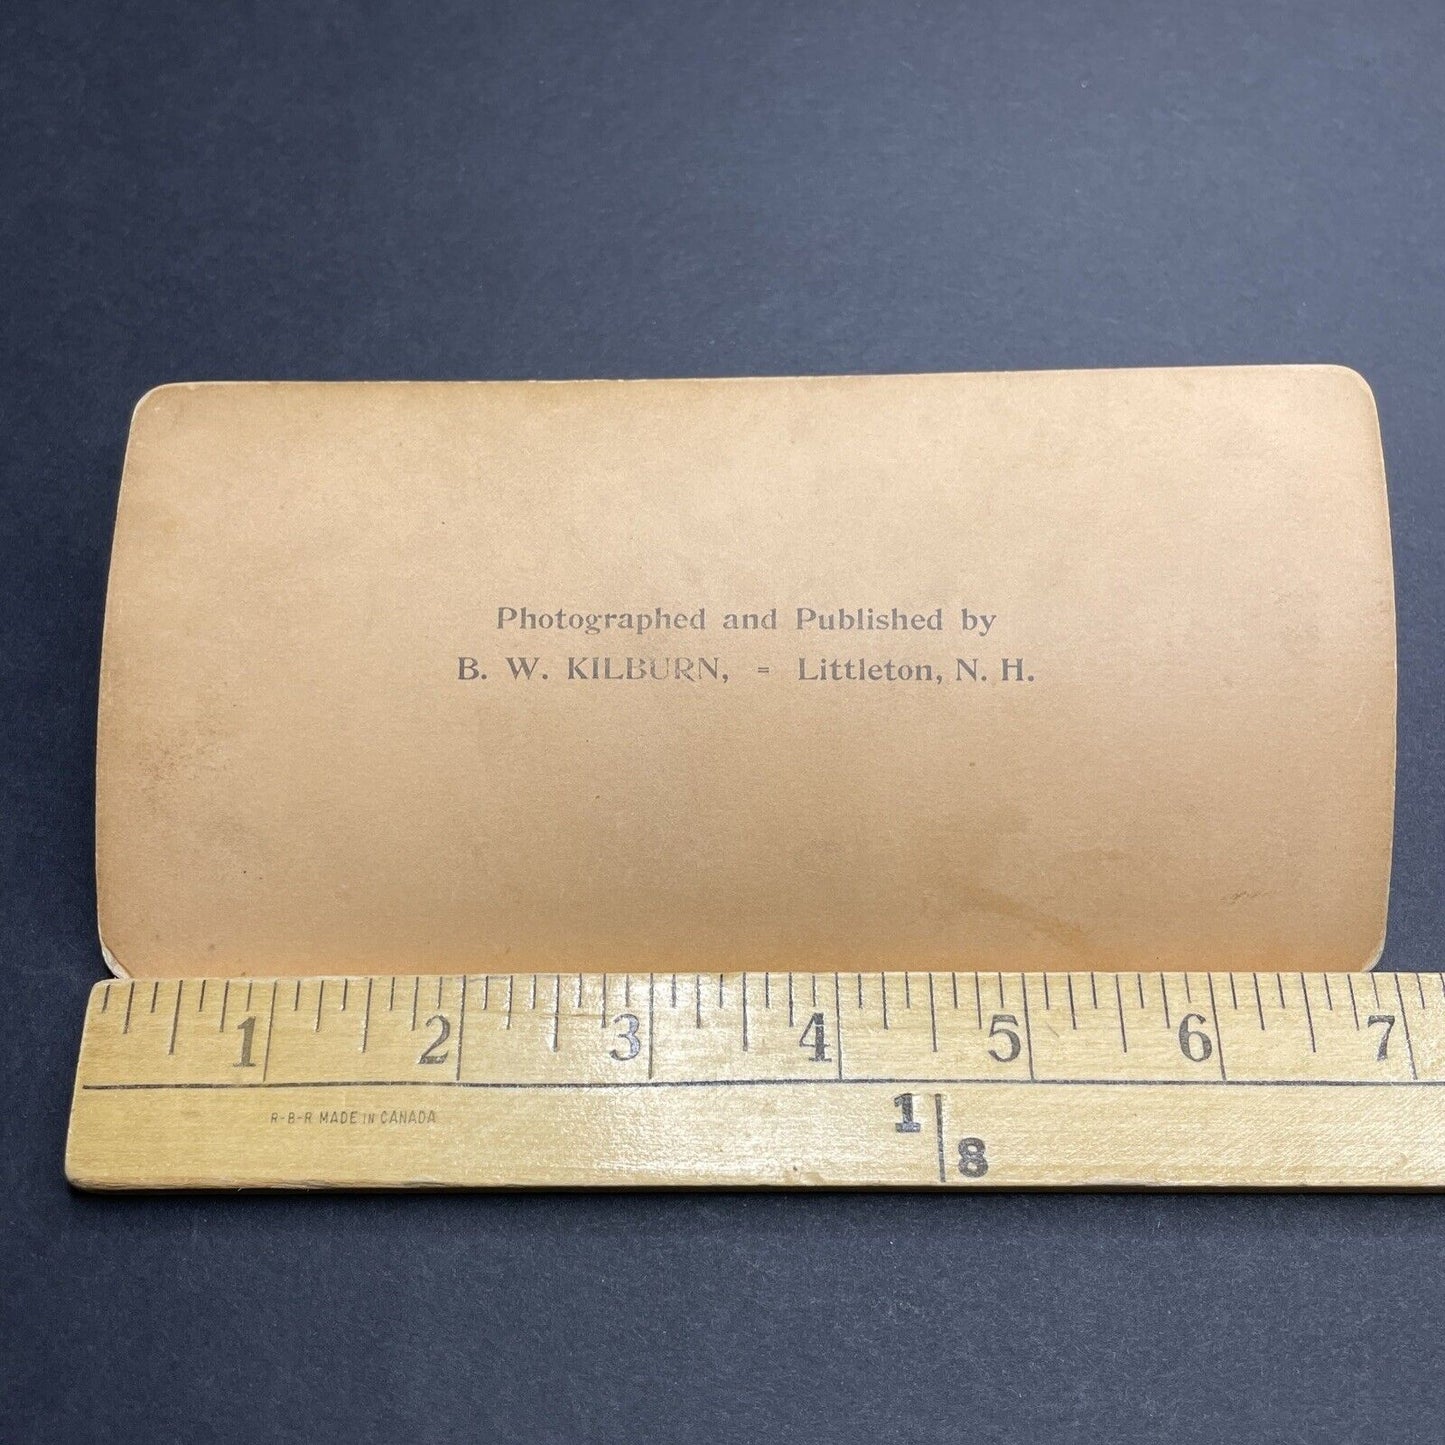 Photographed and Published by
B. W. KILBURN, = Littleton, N. H.
1 2 3 4 5 6 7
R-B-R MADE IN CANADA
1/8